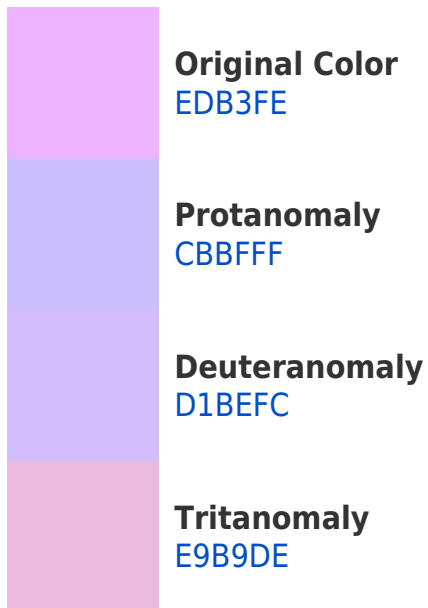 Original Color
EDB3FE
Protanomaly
CBBFFF
Deuteranomaly
D1BEFC
Tritanomaly
E9B9DE